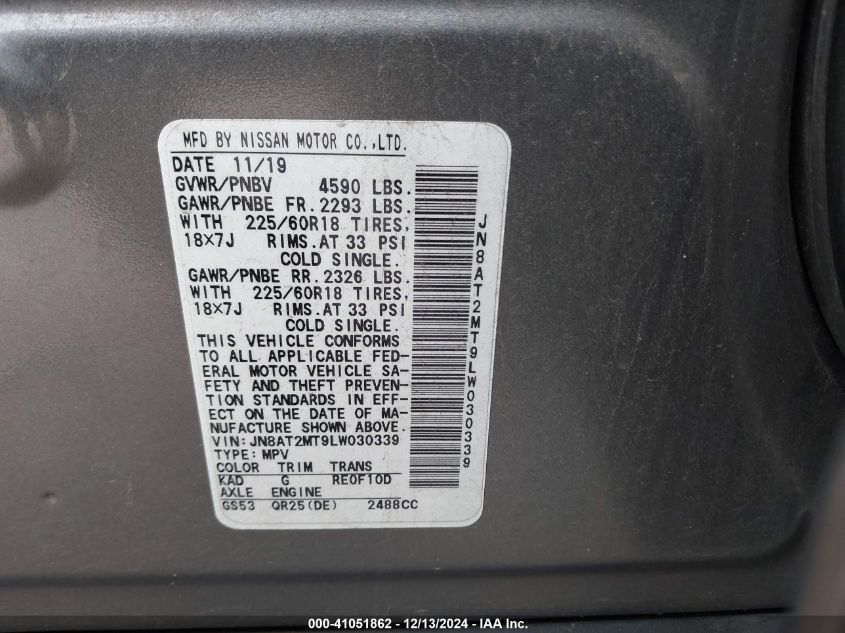 MFD BY NISSAN MOTOR CO.,LTD.
DATE 11/19
GVWR/PNBV 4590 LBS.
GAWR/PNBE FR.2293 LBS.
WITH 225/60R18 TIRES,
18×7J RIMS.AT 33 PSI
COLD SINGLE.
GAWR/PNBE RR.2326 LBS.
WITH 225/60R18 TIRES,
18×7J RIMS.AT 33 PSI
COLD SINGLE.
THIS VEHICLE CONFORMS
TO ALL APPLICABLE FED-
ERAL MOTOR VEHICLE SA-
FETY AND THEFT PREVEN-
TION STANDARDS IN EFF-
ECT ON THE DATE OF MA-
NUFACTURE SHOWN ABOVE.
VIN:JN8AT2MT9LW030339
TYPE:MPV
COLOR TRIM TRANS
KAD G RE0F10D
AXLE ENGINE
GS53 QR25(DE) 2488CC
JN8AT2MT9LW030339
000-41051862 - 12/13/2024 - IAA Inc.